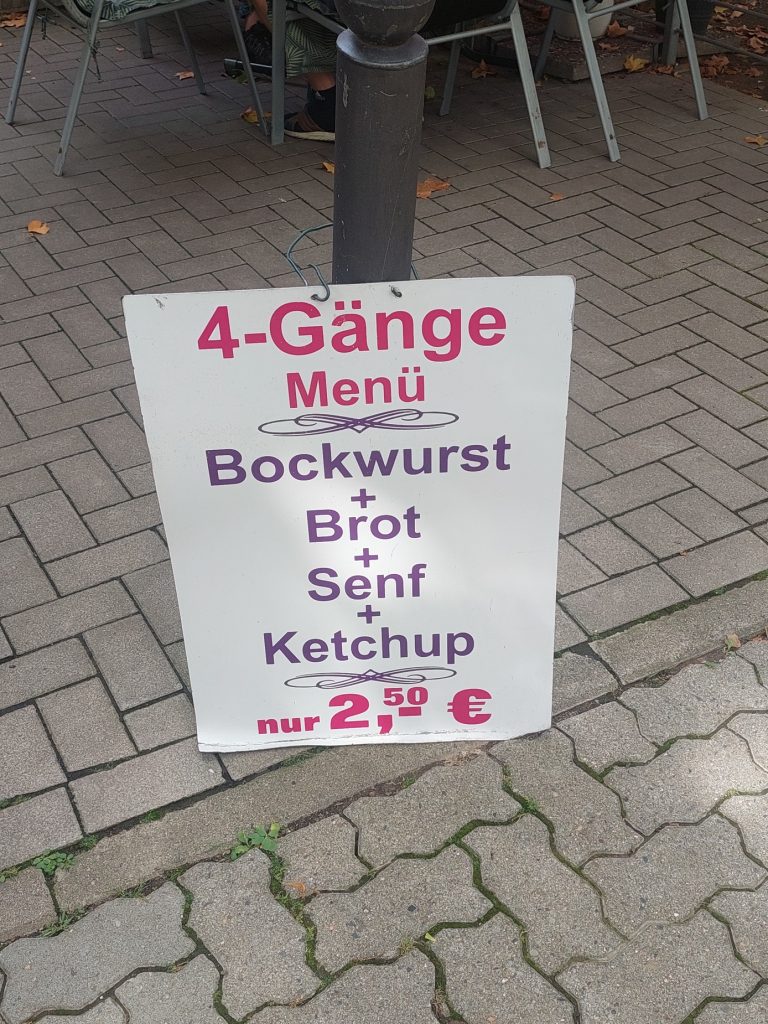 4-Gänge
Menü
Bockwurst
+
Brot
+
Senf
+
Ketchup
nur 2,50 €